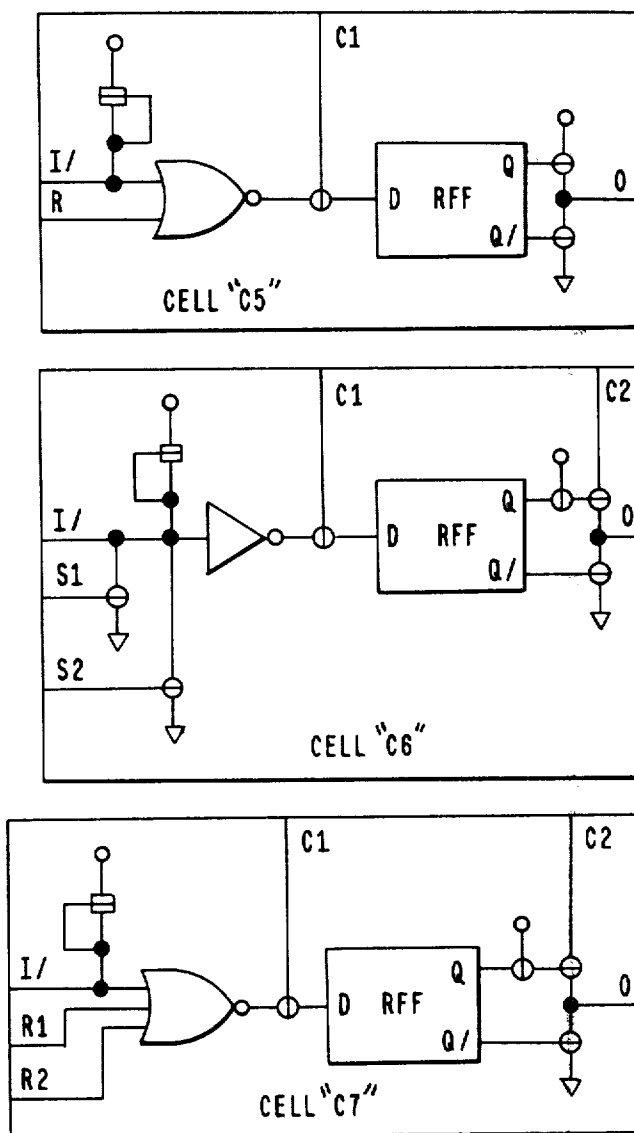 C1
I/
R
D RFF
Q
Q/
O
CELL "C5"
C1
C2
I/
S1
S2
D RFF
Q
Q/
O
CELL "C6"
C1
C2
I/
R1
R2
D RFF
Q
Q/
O
CELL "C7"